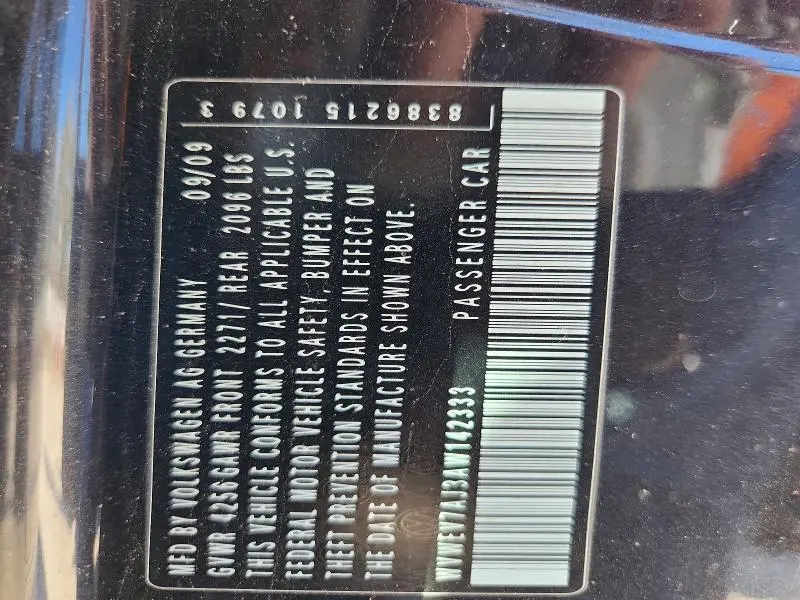 MFD BY VOLKSWAGEN AG GERMANY 09/09
GVWR 4256 GAWR FRONT 2271/ REAR 2096 LBS
THIS VEHICLE CONFORMS TO ALL APPLICABLE U.S.
FEDERAL MOTOR VEHICLE SAFETY, BUMPER AND
THEFT PREVENTION STANDARDS IN EFFECT ON
THE DATE OF MANUFACTURE SHOWN ABOVE.
WVWEV7AJ3AW142333 PASSENGER CAR
8386215 1079 3